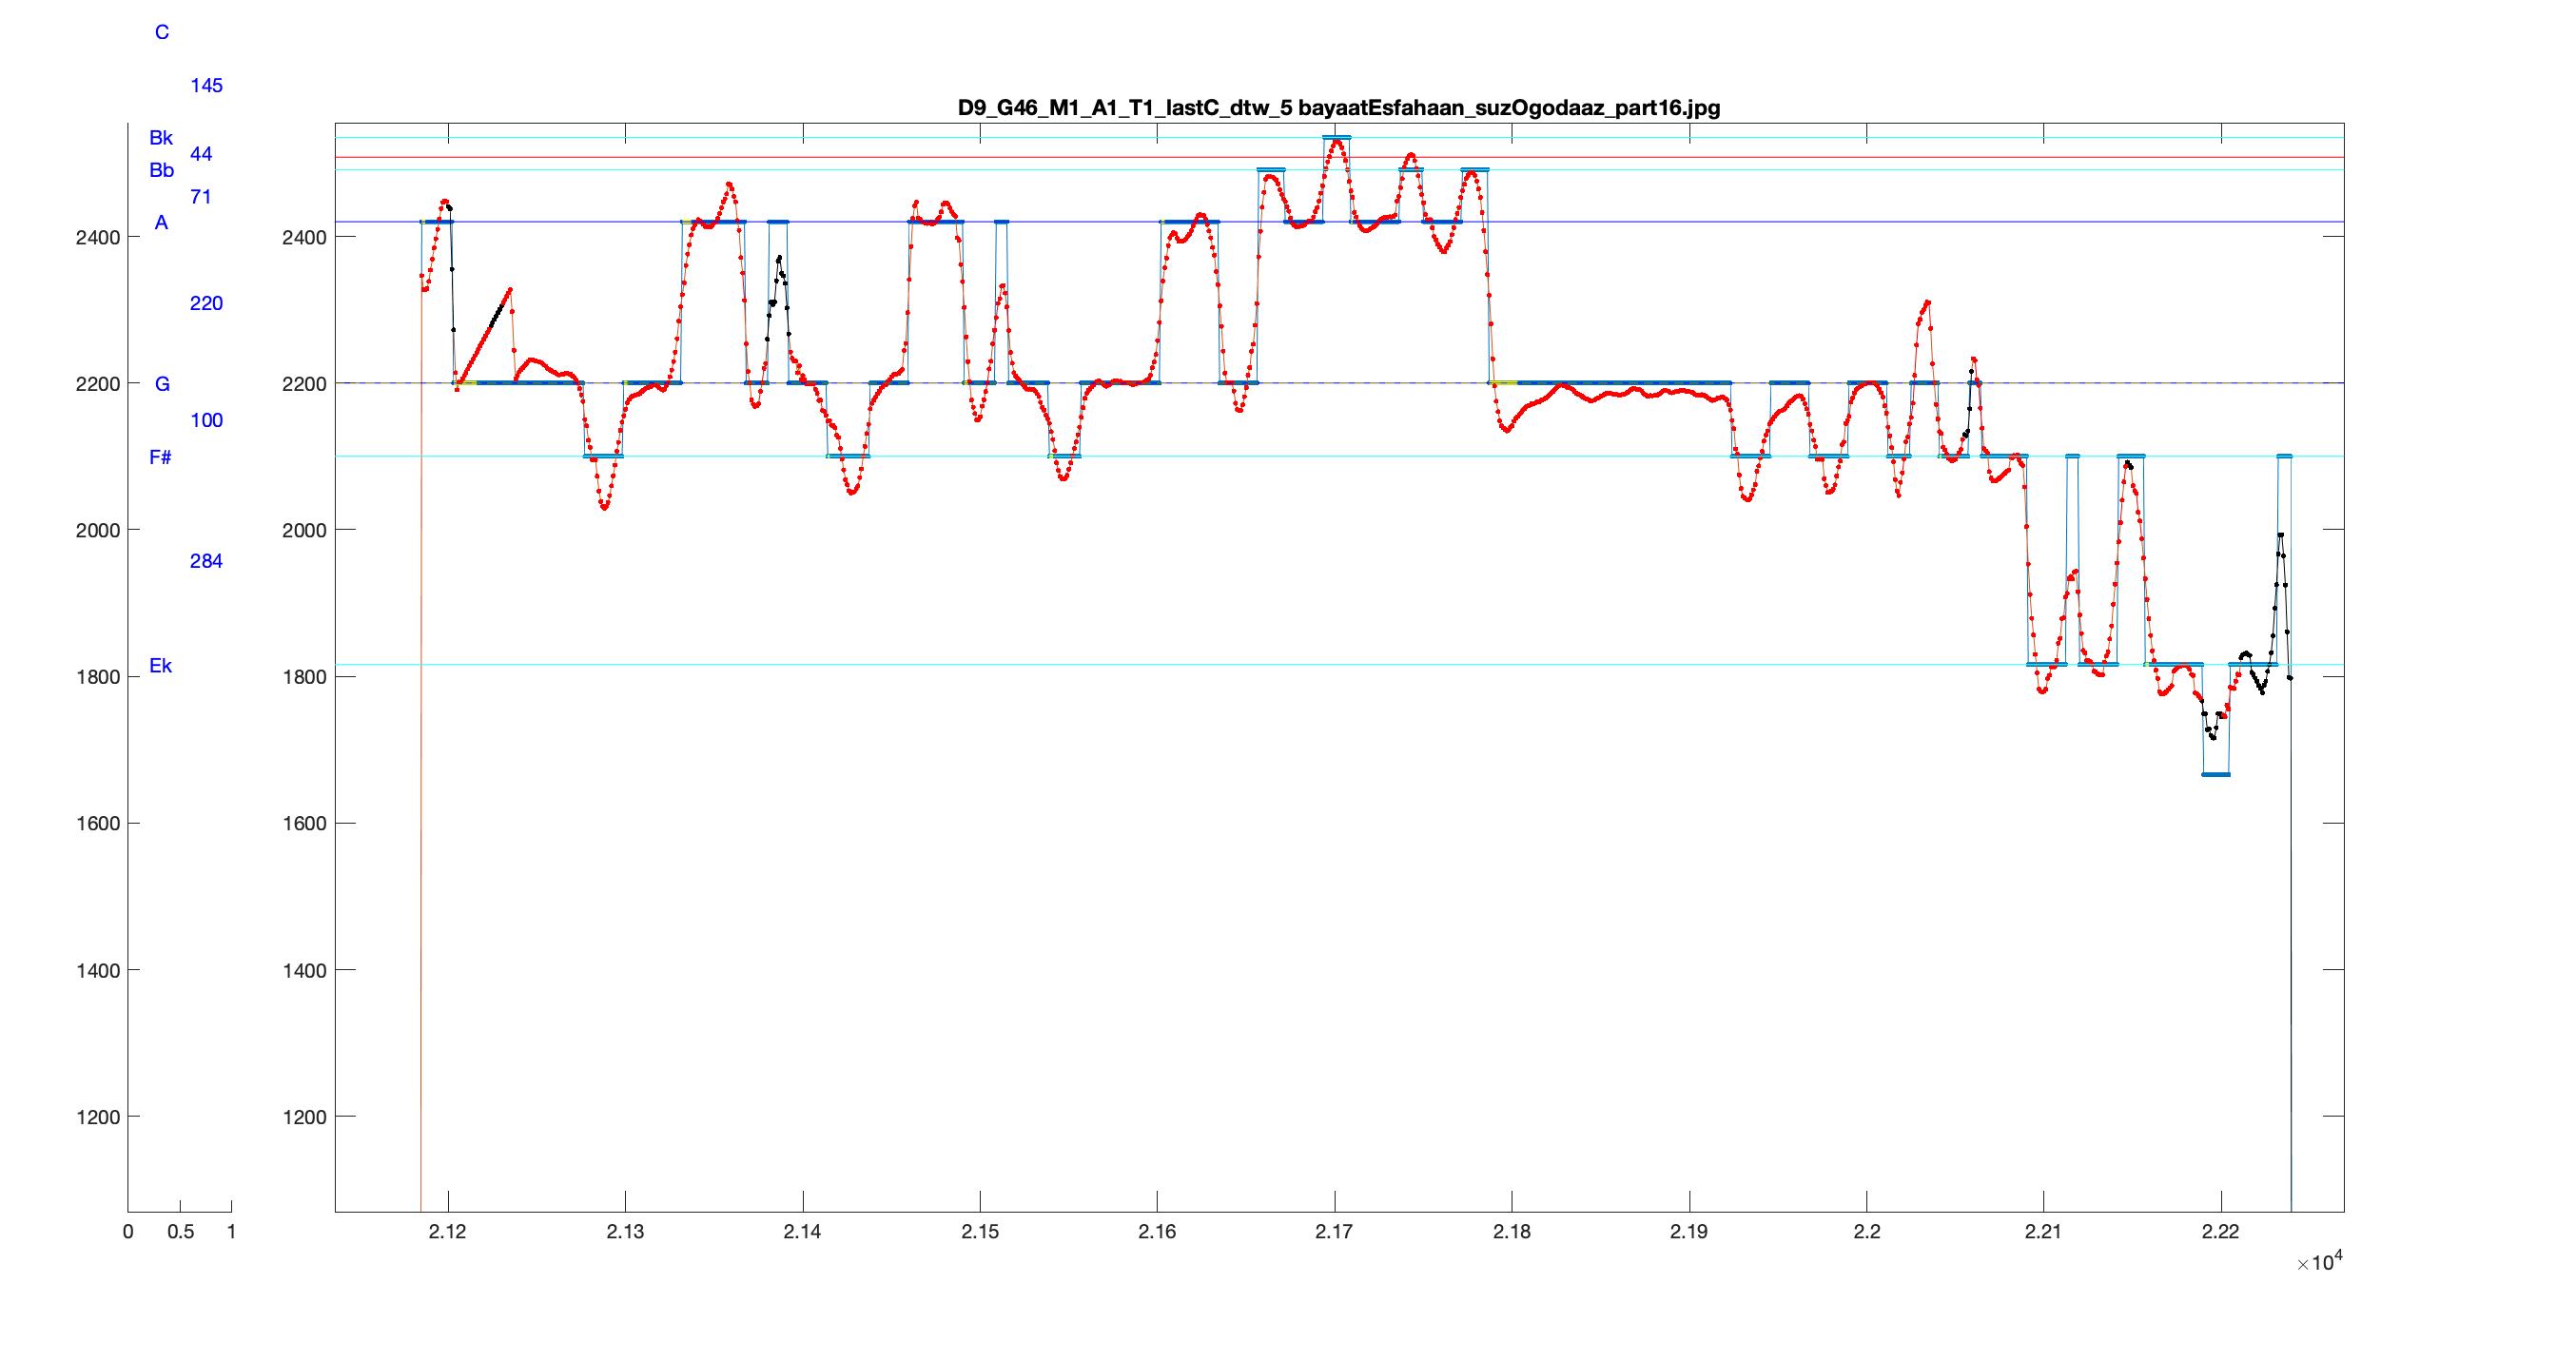 C
145
D9_G46_M1_A1_T1_lastC_dtw_5 bayaatEsfahaan_suzOgodaaz_part16.jpg
Bk
44
Bb
71
A
2400 2400
220
G
2200 2200
100
F#
2000 2000
284
Ek
1800 1800
1600 1600
1400 1400
1200 1200
0 0.5 1 2.12 2.13 2.14 2.15 2.16 2.17 2.18 2.19 2.2 2.21 2.22
×10^4